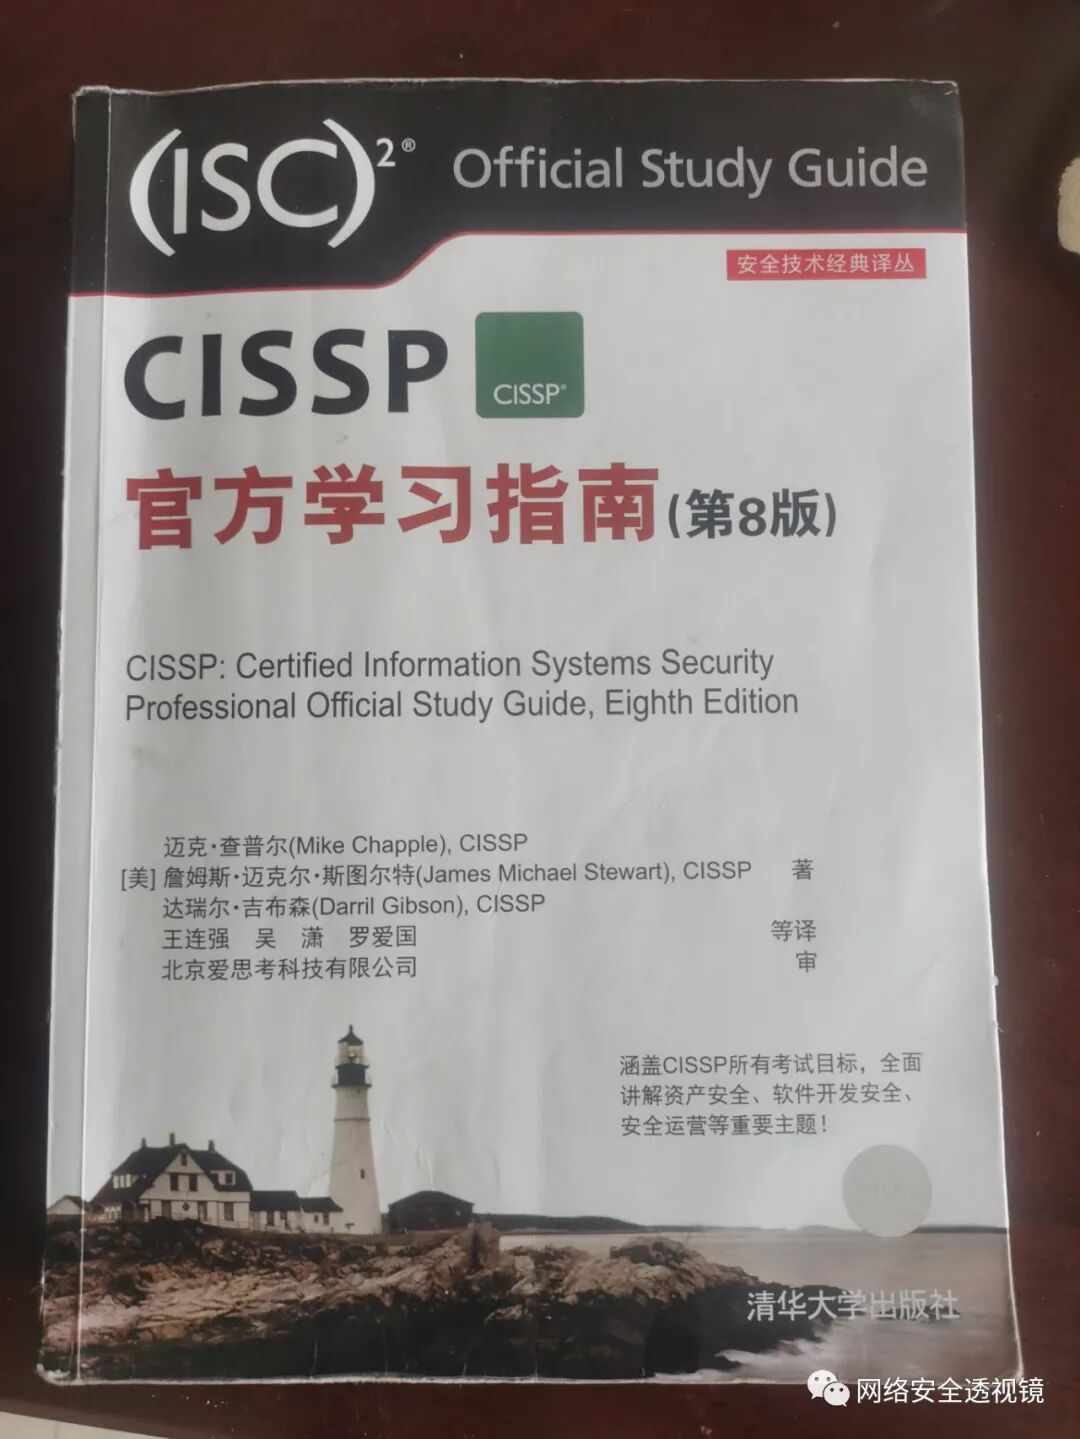 (ISC)²® Official Study Guide
安全技术经典译丛
CISSP
CISSP®
官方学习指南(第8版)
CISSP: Certified Information Systems Security
Professional Official Study Guide, Eighth Edition
迈克·查普尔(Mike Chapple), CISSP
[美] 詹姆斯·迈克尔·斯图尔特(James Michael Stewart), CISSP 著
达瑞尔·吉布森(Darril Gibson), CISSP
王连强 吴 潇 罗爱国 等译
北京爱思考科技有限公司 审
涵盖CISSP所有考试目标，全面
讲解资产安全、软件开发安全、
安全运营等重要主题！
清华大学出版社
网络安全透视镜